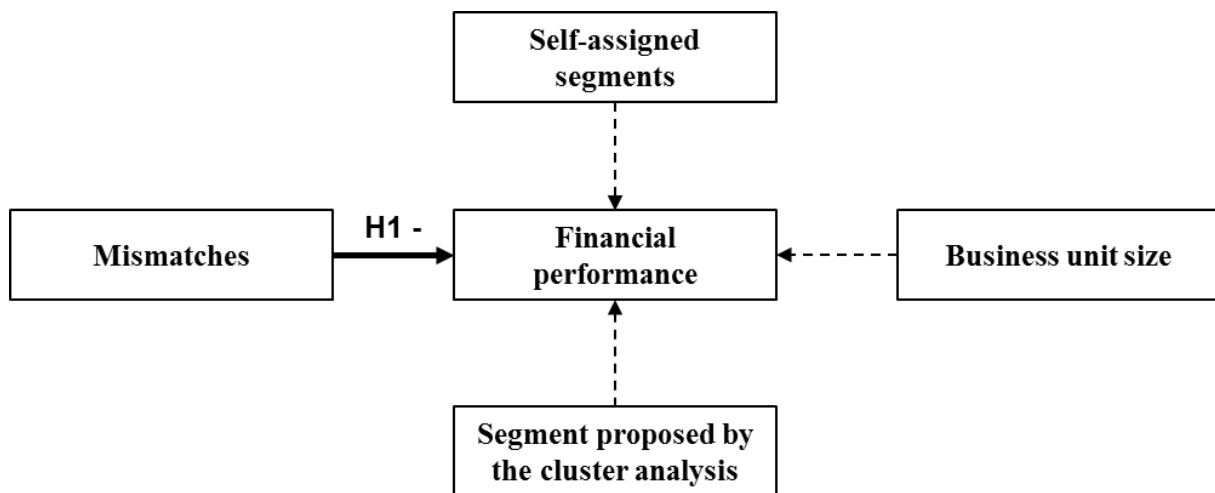 Self-assigned
segments
H1 -
Mismatches
Financial
performance
Business unit size
Segment proposed by
the cluster analysis